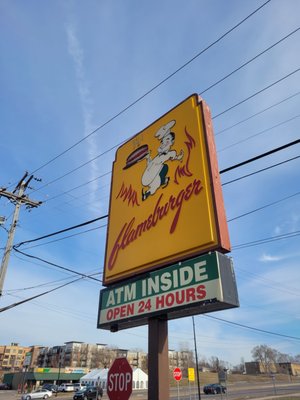 flameburger
ATM INSIDE
OPEN 24 HOURS
STOP